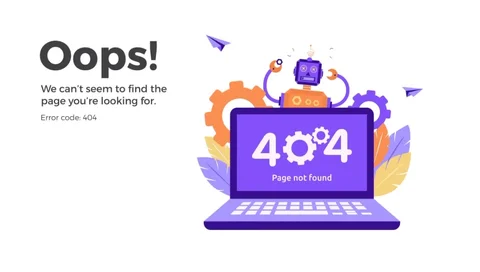 Oops!
We can't seem to find the
page you're looking for.
Error code: 404
404
Page not found